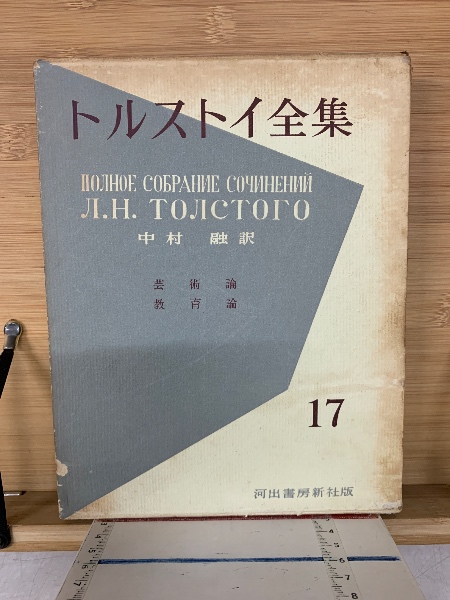 トルストイ全集
ПОЛНОЕ СОБРАНИЕ СОЧИНЕНИЙ
Л.Н. ТОЛСТОГО
中村 融訳
芸術論
教育論
17
河出書房新社版